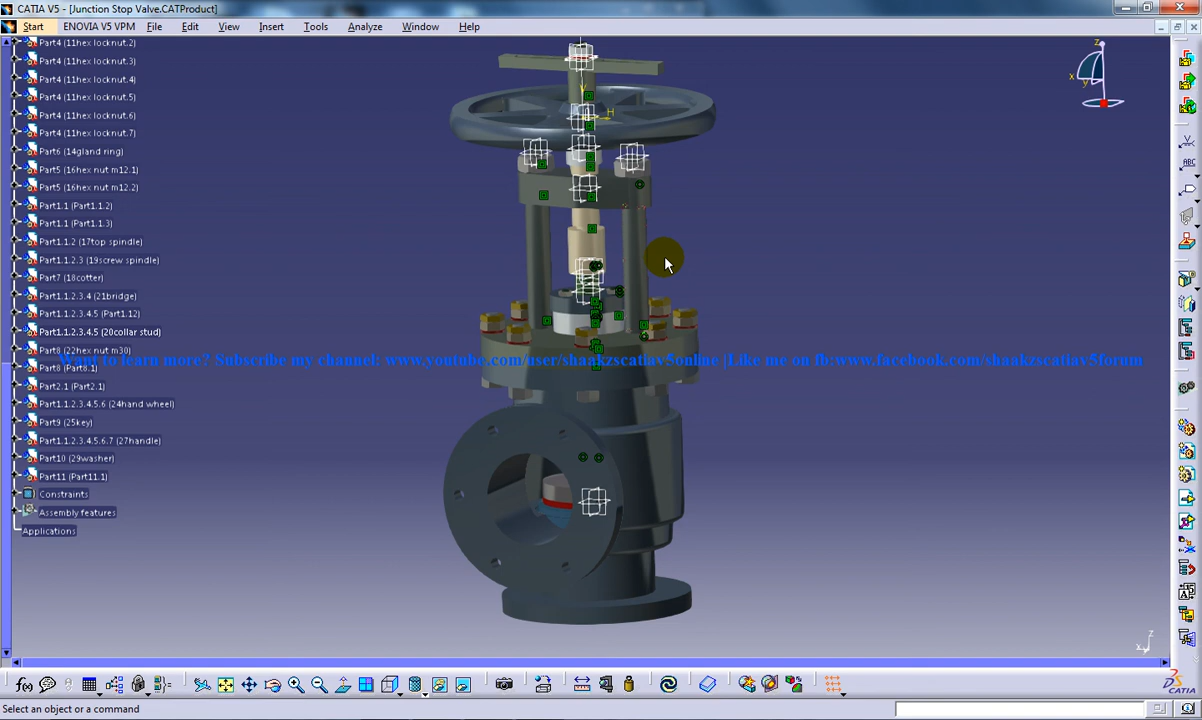 CATIA V5 - [Junction Stop Valve.CATProduct]
Start ENOVIA V5 VPM File Edit View Insert Tools Analyze Window Help
Part4 (11hex locknut.2)
Part4 (11hex locknut.3)
Part4 (11hex locknut.4)
Part4 (11hex locknut.5)
Part4 (11hex locknut.6)
Part4 (11hex locknut.7)
Part6 (14gland ring)
Part5 (16hex nut m12.1)
Part5 (16hex nut m12.2)
Part1.1 (Part1.1.2)
Part1.1 (Part1.1.3)
Part1.1.2 (17top spindle)
Part1.1.2.3 (19screw spindle)
Part7 (18cotter)
Part1.1.2.3.4 (21bridge)
Part1.1.2.3.4.5 (Part1.12)
Part1.1.2.3.4.5 (20collar stud)
Part8 (22hex nut m30)
Want to learn more? Subscribe my channel: www.youtube.com/user/shaakzscatiav5online |Like me on fb:www.facebook.com/shaakzscatiav5forum
Part8 (Part8.1)
Part2.1 (Part2.1)
Part1.1.2.3.4.5.6 (24hand wheel)
Part9 (25key)
Part1.1.2.3.4.5.6.7 (27handle)
Part10 (29washer)
Part11 (Part11.1)
Constraints
Assembly features
Applications
z
x
y
V
H
ABC
z
x
f(x)
CATIA
Select an object or a command